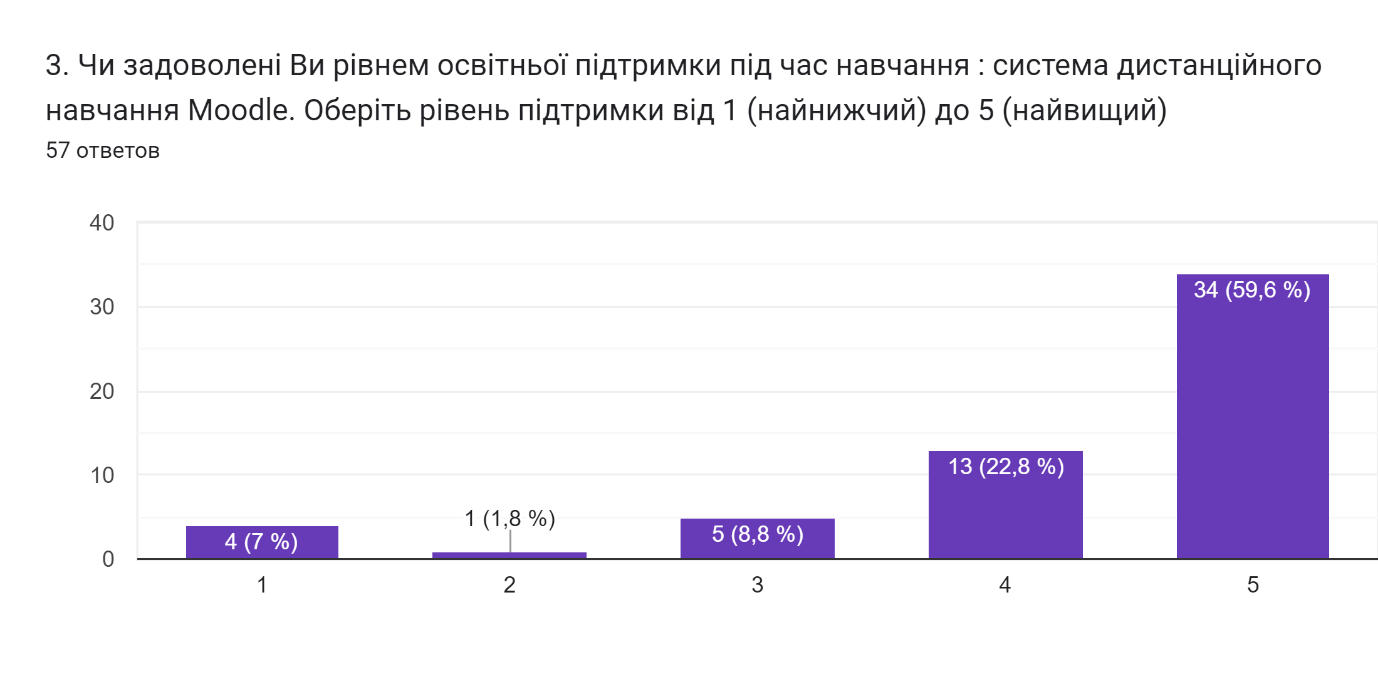 3. Чи задоволені Ви рівнем освітньої підтримки під час навчання : система дистанційного
навчання Moodle. Оберіть рівень підтримки від 1 (найнижчий) до 5 (найвищий)
57 ответов
40
30
20
10
0
4 (7 %)
1 (1,8 %)
5 (8,8 %)
13 (22,8 %)
34 (59,6 %)
1
2
3
4
5